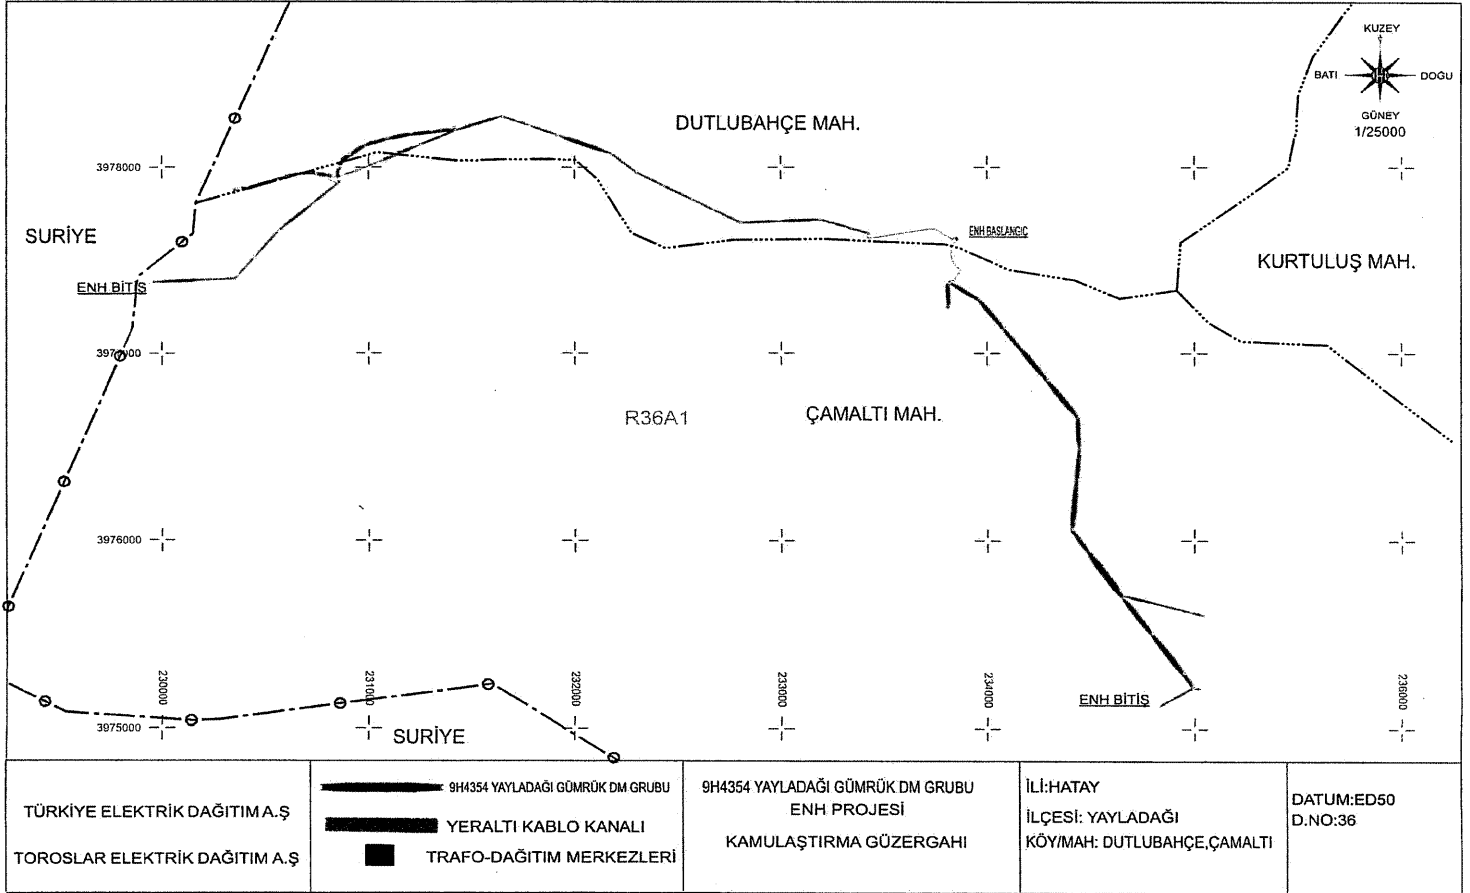 KUZEY
BATI
DOĞU
GÜNEY
1/25000
DUTLUBAHÇE MAH.
3978000
SURİYE
ENH BAŞLANGIÇ
KURTULUŞ MAH.
ENH BİTİŞ
3977000
R36A1
ÇAMALTI MAH.
3976000
230000
231000
232000
233000
234000
236000
ENH BİTİŞ
3975000
SURİYE
TÜRKİYE ELEKTRİK DAĞITIM A.Ş
TOROSLAR ELEKTRİK DAĞITIM A.Ş
9H4354 YAYLADAĞI GÜMRÜK DM GRUBU
YERALTI KABLO KANALI
TRAFO-DAĞITIM MERKEZLERİ
9H4354 YAYLADAĞI GÜMRÜK DM GRUBU
ENH PROJESİ
KAMULAŞTIRMA GÜZERGAHI
İLİ:HATAY
İLÇESİ: YAYLADAĞI
KÖY/MAH: DUTLUBAHÇE,ÇAMALTI
DATUM:ED50
D.NO:36